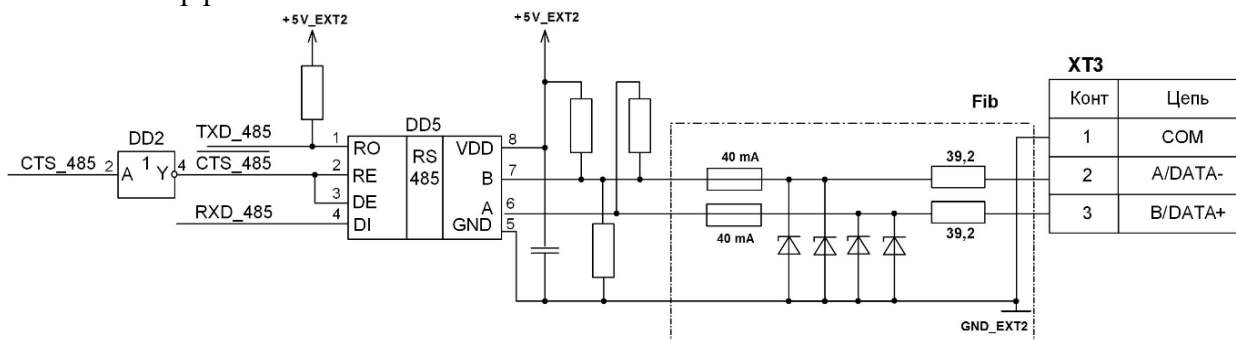 +5V_EXT2
+5V_EXT2
XT3
Конт
Цепь
1
COM
2
A/DATA-
3
B/DATA+
Fib
DD2
CTS_485
2
A
1
Y
4
CTS_485
TXD_485
RXD_485
DD5
1
RO
2
RE
3
DE
4
DI
RS
485
VDD
8
B
7
A
6
GND
5
40 mA
40 mA
39,2
39,2
GND_EXT2